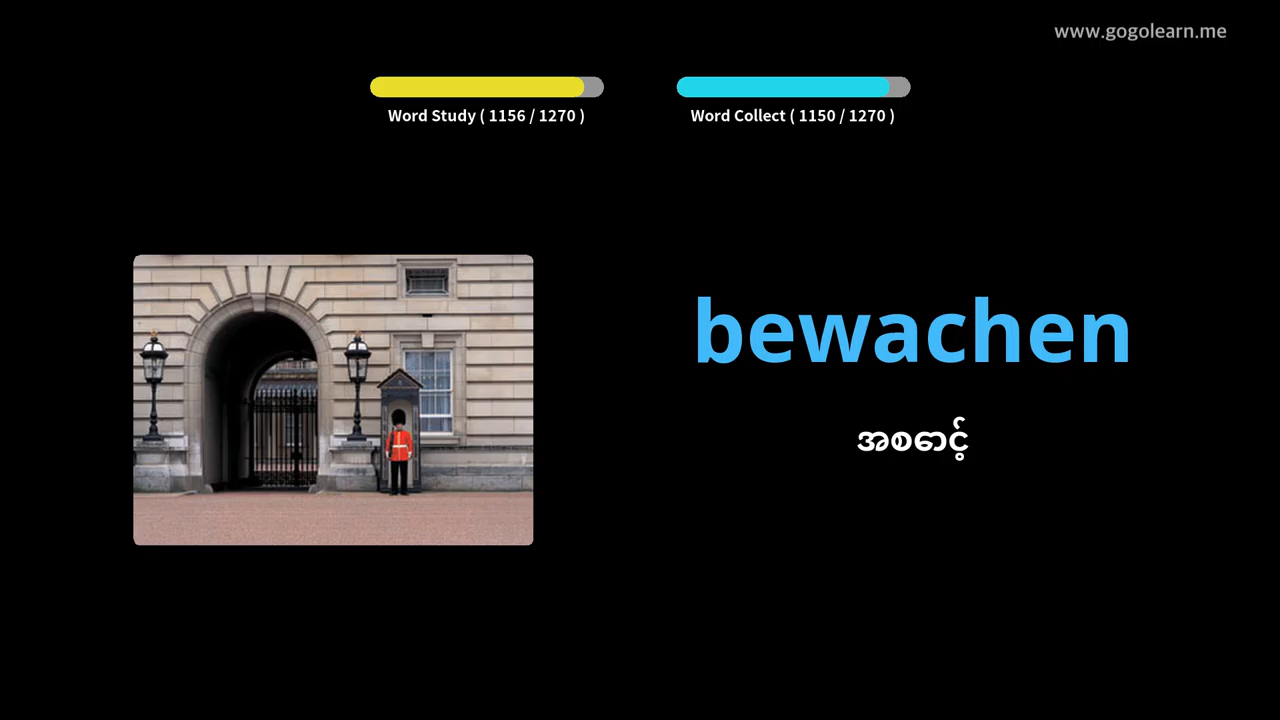 www.gogolearn.me
Word Study ( 1156 / 1270 )
Word Collect ( 1150 / 1270 )
bewachen
အစောင့်